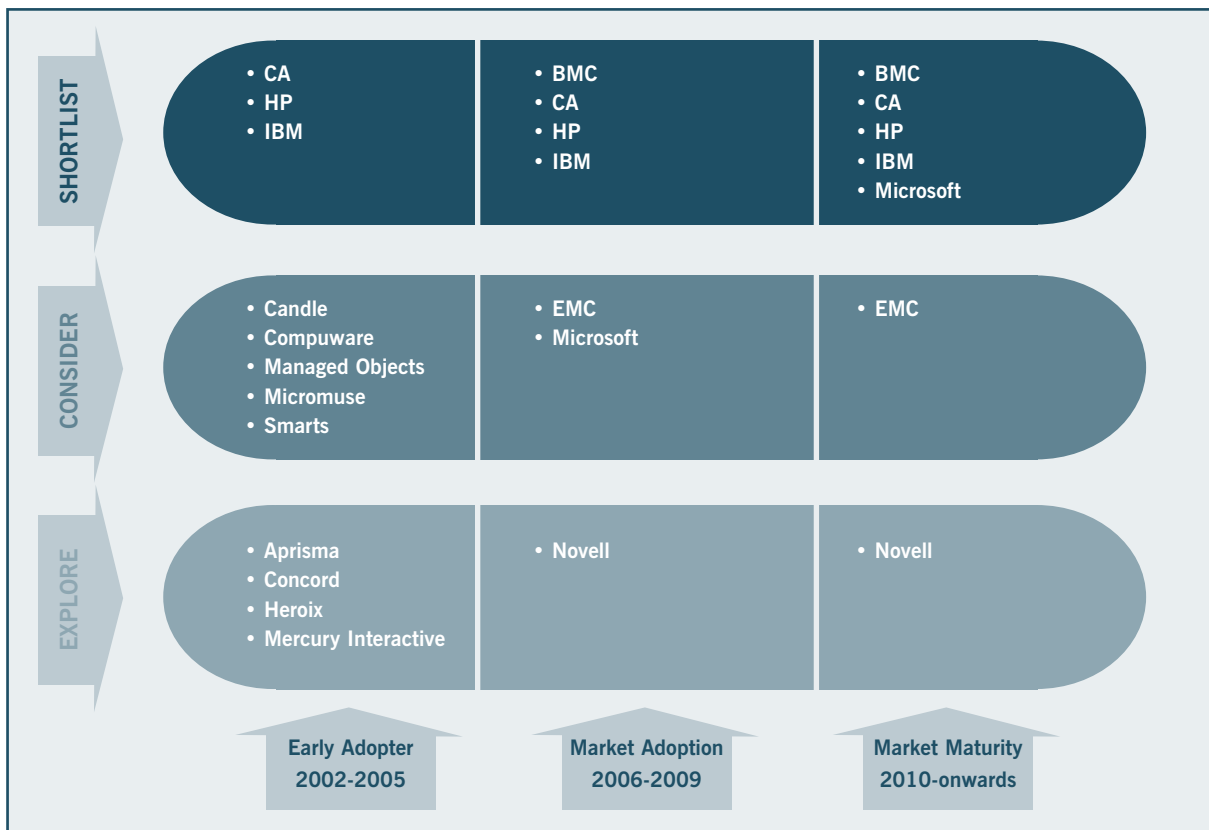 SHORTLIST
• CA
• HP
• IBM
• BMC
• CA
• HP
• IBM
• BMC
• CA
• HP
• IBM
• Microsoft
CONSIDER
• Candle
• Compuware
• Managed Objects
• Micromuse
• Smarts
• EMC
• Microsoft
• EMC
EXPLORE
• Aprisma
• Concord
• Heroix
• Mercury Interactive
• Novell
• Novell
Early Adopter
2002-2005
Market Adoption
2006-2009
Market Maturity
2010-onwards